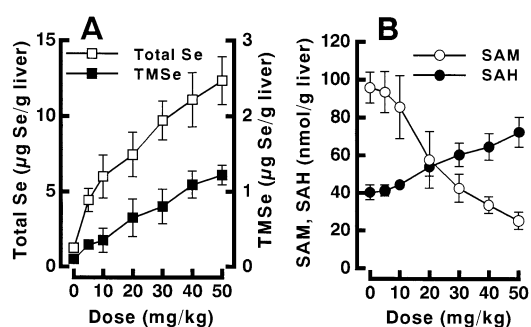 A
Total Se
TMSe
Total Se (µg Se/g liver)
15
10
5
0
TMSe (µg Se/g liver)
3
2
1
0
0 10 20 30 40 50
Dose (mg/kg)
B
SAM
SAH
SAM, SAH (nmol/g liver)
120
100
80
60
40
20
0
0 10 20 30 40 50
Dose (mg/kg)